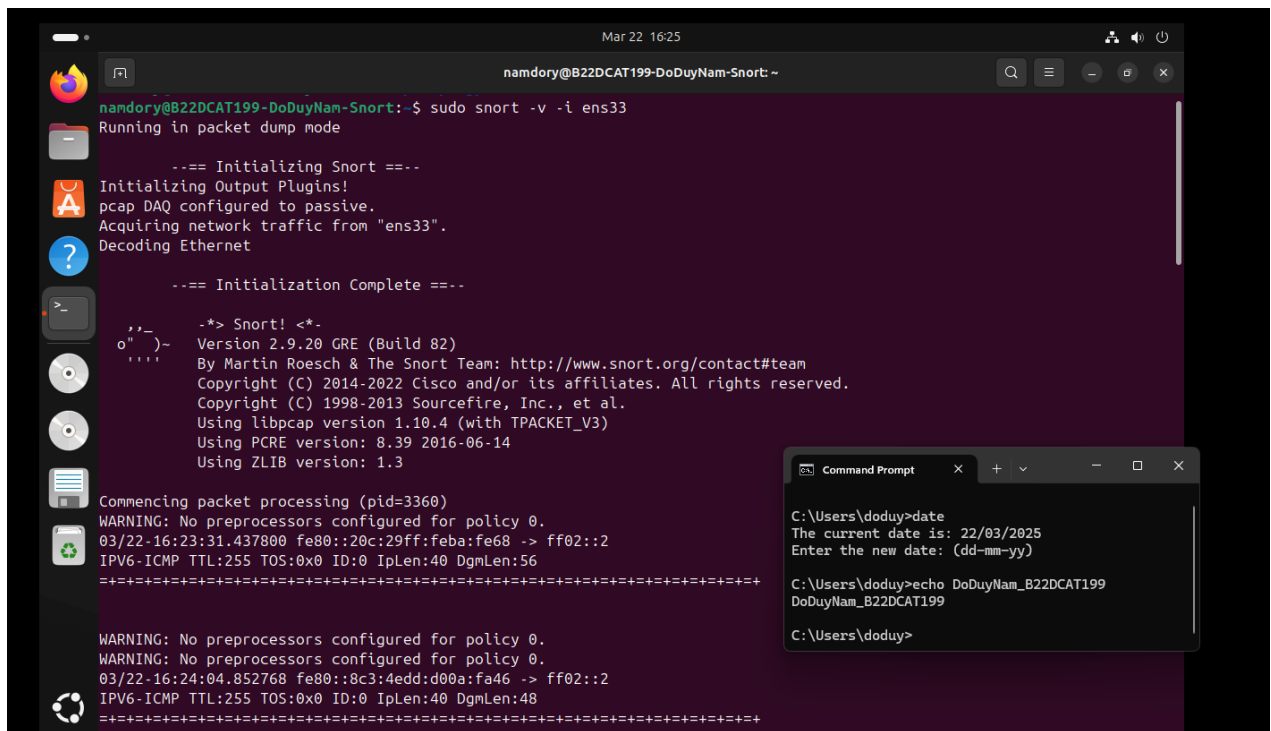 Mar 22 16:25
namdory@B22DCAT199-DoDuyNam-Snort: ~
namdory@B22DCAT199-DoDuyNam-Snort:~$ sudo snort -v -i ens33
Running in packet dump mode
--== Initializing Snort ==--
Initializing Output Plugins!
pcap DAQ configured to passive.
Acquiring network traffic from "ens33".
Decoding Ethernet
--== Initialization Complete ==--
,,_ -*> Snort! <*-
o" )~ Version 2.9.20 GRE (Build 82)
'''' By Martin Roesch & The Snort Team: http://www.snort.org/contact#team
Copyright (C) 2014-2022 Cisco and/or its affiliates. All rights reserved.
Copyright (C) 1998-2013 Sourcefire, Inc., et al.
Using libpcap version 1.10.4 (with TPACKET_V3)
Using PCRE version: 8.39 2016-06-14
Using ZLIB version: 1.3
Commencing packet processing (pid=3360)
WARNING: No preprocessors configured for policy 0.
03/22-16:23:31.437800 fe80::20c:29ff:feba:fe68 -> ff02::2
IPV6-ICMP TTL:255 TOS:0x0 ID:0 IpLen:40 DgmLen:56
=+=+=+=+=+=+=+=+=+=+=+=+=+=+=+=+=+=+=+=+=+=+=+=+=+=+=+=+=+=+=+=+=+=+=+=+=+
WARNING: No preprocessors configured for policy 0.
WARNING: No preprocessors configured for policy 0.
03/22-16:24:04.852768 fe80::8c3:4edd:d00a:fa46 -> ff02::2
IPV6-ICMP TTL:255 TOS:0x0 ID:0 IpLen:40 DgmLen:48
=+=+=+=+=+=+=+=+=+=+=+=+=+=+=+=+=+=+=+=+=+=+=+=+=+=+=+=+=+=+=+=+=+=+=+=+=+
Command Prompt
C:\Users\doduy>date
The current date is: 22/03/2025
Enter the new date: (dd-mm-yy)
C:\Users\doduy>echo DoDuyNam_B22DCAT199
DoDuyNam_B22DCAT199
C:\Users\doduy>